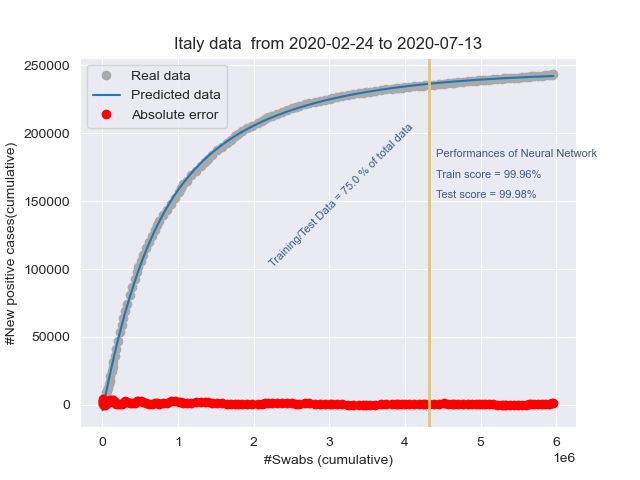 Italy data from 2020-02-24 to 2020-07-13
Real data
Predicted data
Absolute error
Performances of Neural Network
Train score = 99.96%
Test score = 99.98%
Training/Test Data = 75.0 % of total data
#New positive cases(cumulative)
250000
200000
150000
100000
50000
0
0 1 2 3 4 5 6
1e6
#Swabs (cumulative)